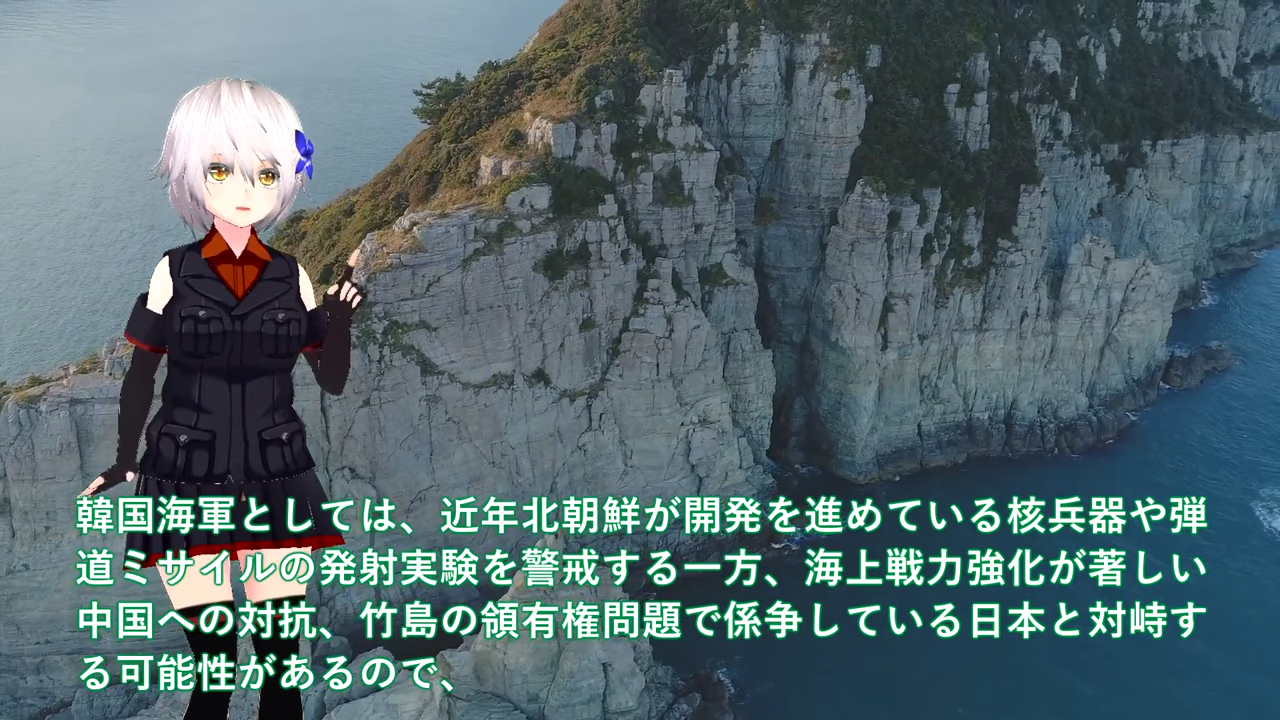 韓国海軍としては、近年北朝鮮が開発を進めている核兵器や弾
道ミサイルの発射実験を警戒する一方、海上戦力強化が著しい
中国への対抗、竹島の領有権問題で係争している日本と対峙す
る可能性があるので、